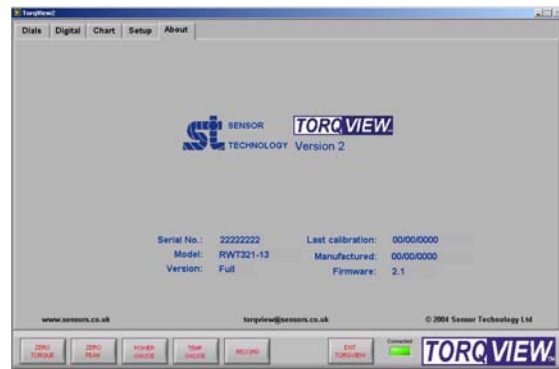 TorqView2
Dials Digital Chart Setup About
st SENSOR TECHNOLOGY
TORQVIEW
Version 2
Serial No.: 22222222 Last calibration: 00/00/0000
Model: RWT321-13 Manufactured: 00/00/0000
Version: Full Firmware: 2.1
www.sensors.co.uk torqview@sensors.co.uk © 2004 Sensor Technology Ltd
ZERO TORQUE ZERO PEAK POWER GAUGE TEMP GAUGE RECORD EXIT TORQVIEW Connected TORQVIEW TM